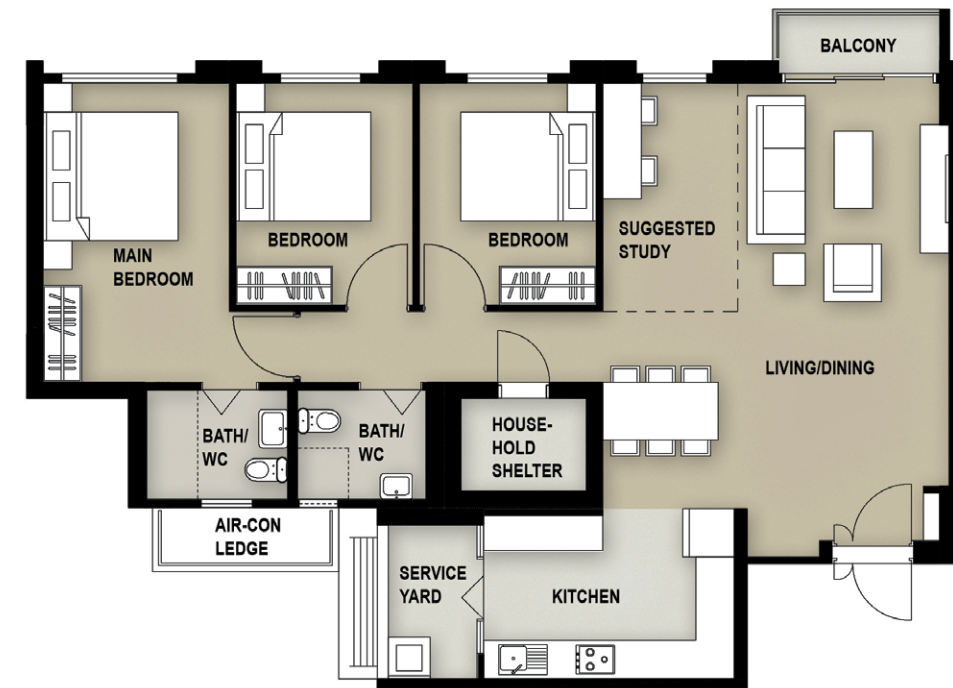 BALCONY
SUGGESTED
STUDY
BEDROOM
BEDROOM
MAIN
BEDROOM
LIVING/DINING
BATH/
WC
BATH/
WC
HOUSE-
HOLD
SHELTER
AIR-CON
LEDGE
SERVICE
YARD
KITCHEN